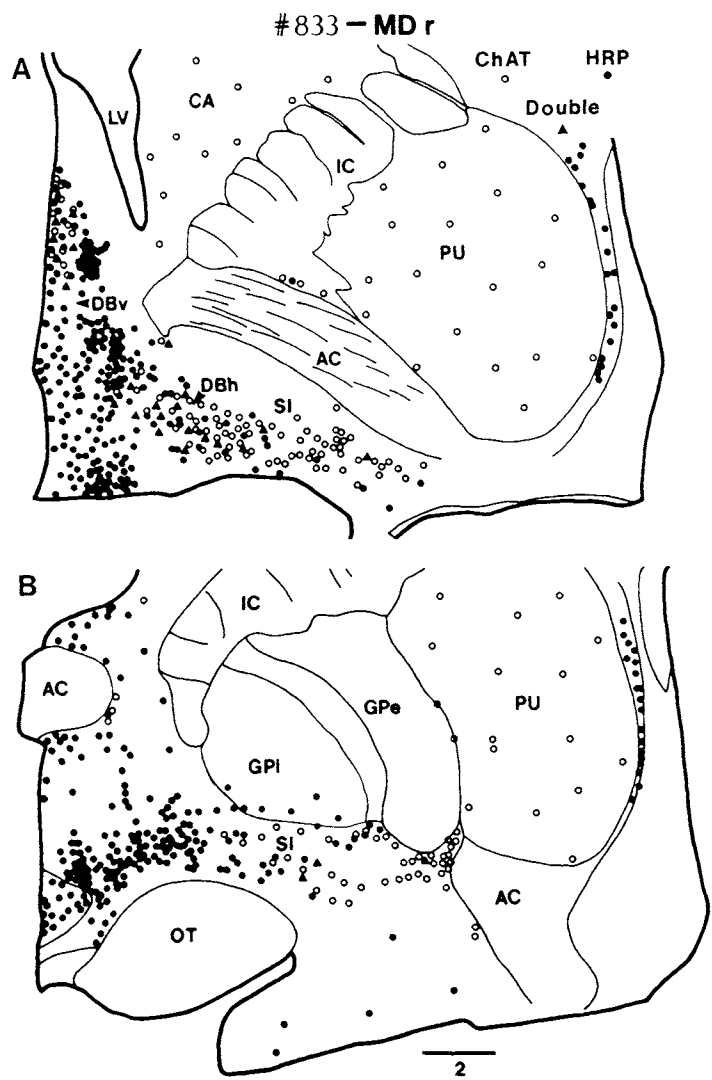 #833 – MD r
A
ChAT
HRP
CA
Double
LV
IC
PU
DBv
AC
DBh
SI
B
IC
AC
GPe
PU
GPi
SI
AC
OT
2